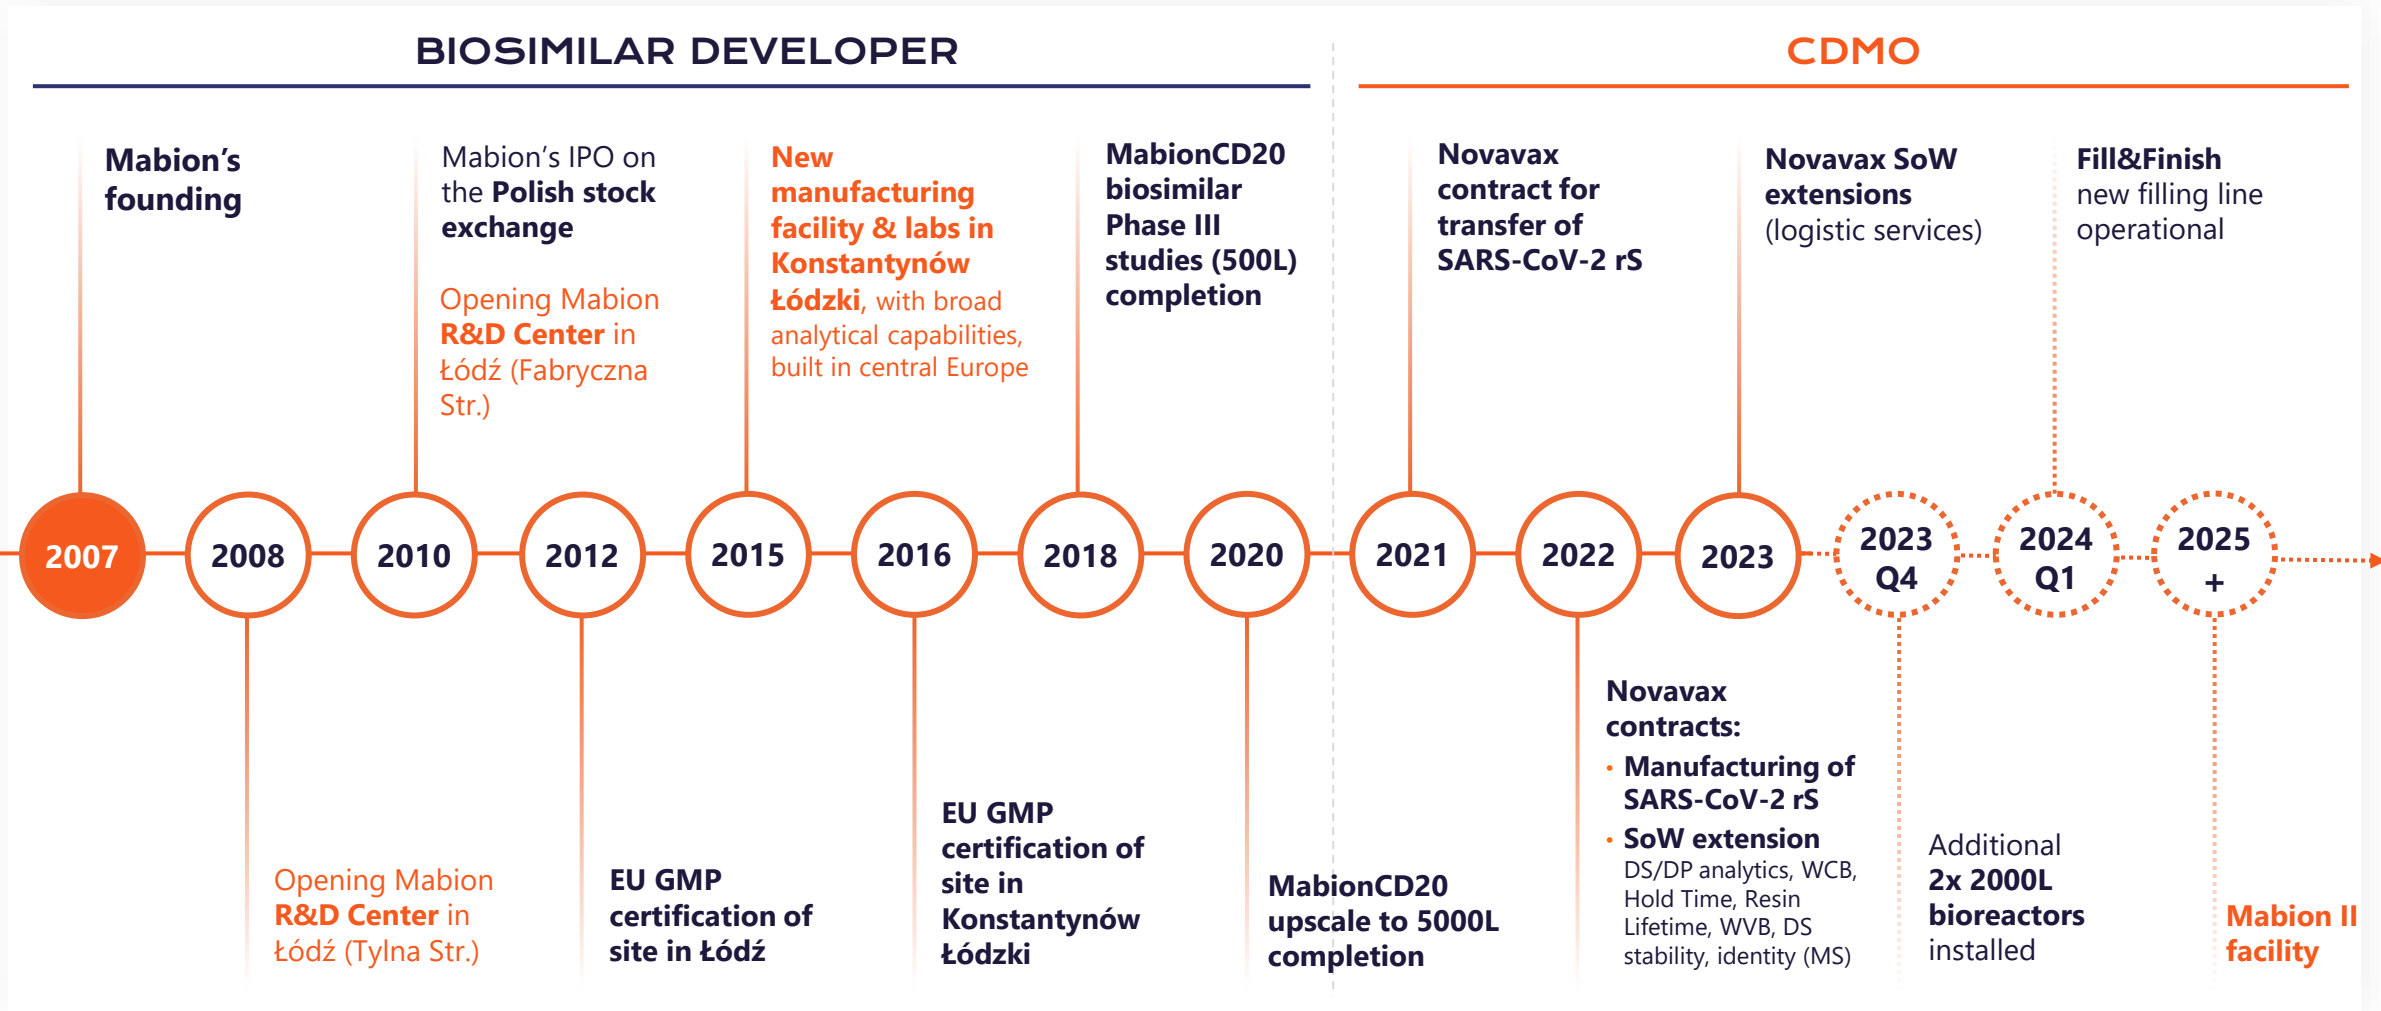 BIOSIMILAR DEVELOPER
CDMO
Mabion’s
founding
Mabion’s IPO on
the Polish stock
exchange
Opening Mabion
R&D Center in
Łódź (Fabryczna
Str.)
New
manufacturing
facility & labs in
Konstantynów
Łódzki, with broad
analytical capabilities,
built in central Europe
MabionCD20
biosimilar
Phase III
studies (500L)
completion
Novavax
contract for
transfer of
SARS-CoV-2 rS
Novavax SoW
extensions
(logistic services)
Fill&Finish
new filling line
operational
2007
2008
2010
2012
2015
2016
2018
2020
2021
2022
2023
2023
Q4
2024
Q1
2025
+
Opening Mabion
R&D Center in
Łódź (Tylna Str.)
EU GMP
certification of
site in Łódź
EU GMP
certification of
site in
Konstantynów
Łódzki
MabionCD20
upscale to 5000L
completion
Novavax
contracts:
• Manufacturing of
SARS-CoV-2 rS
• SoW extension
DS/DP analytics, WCB,
Hold Time, Resin
Lifetime, WVB, DS
stability, identity (MS)
Additional
2x 2000L
bioreactors
installed
Mabion II
facility